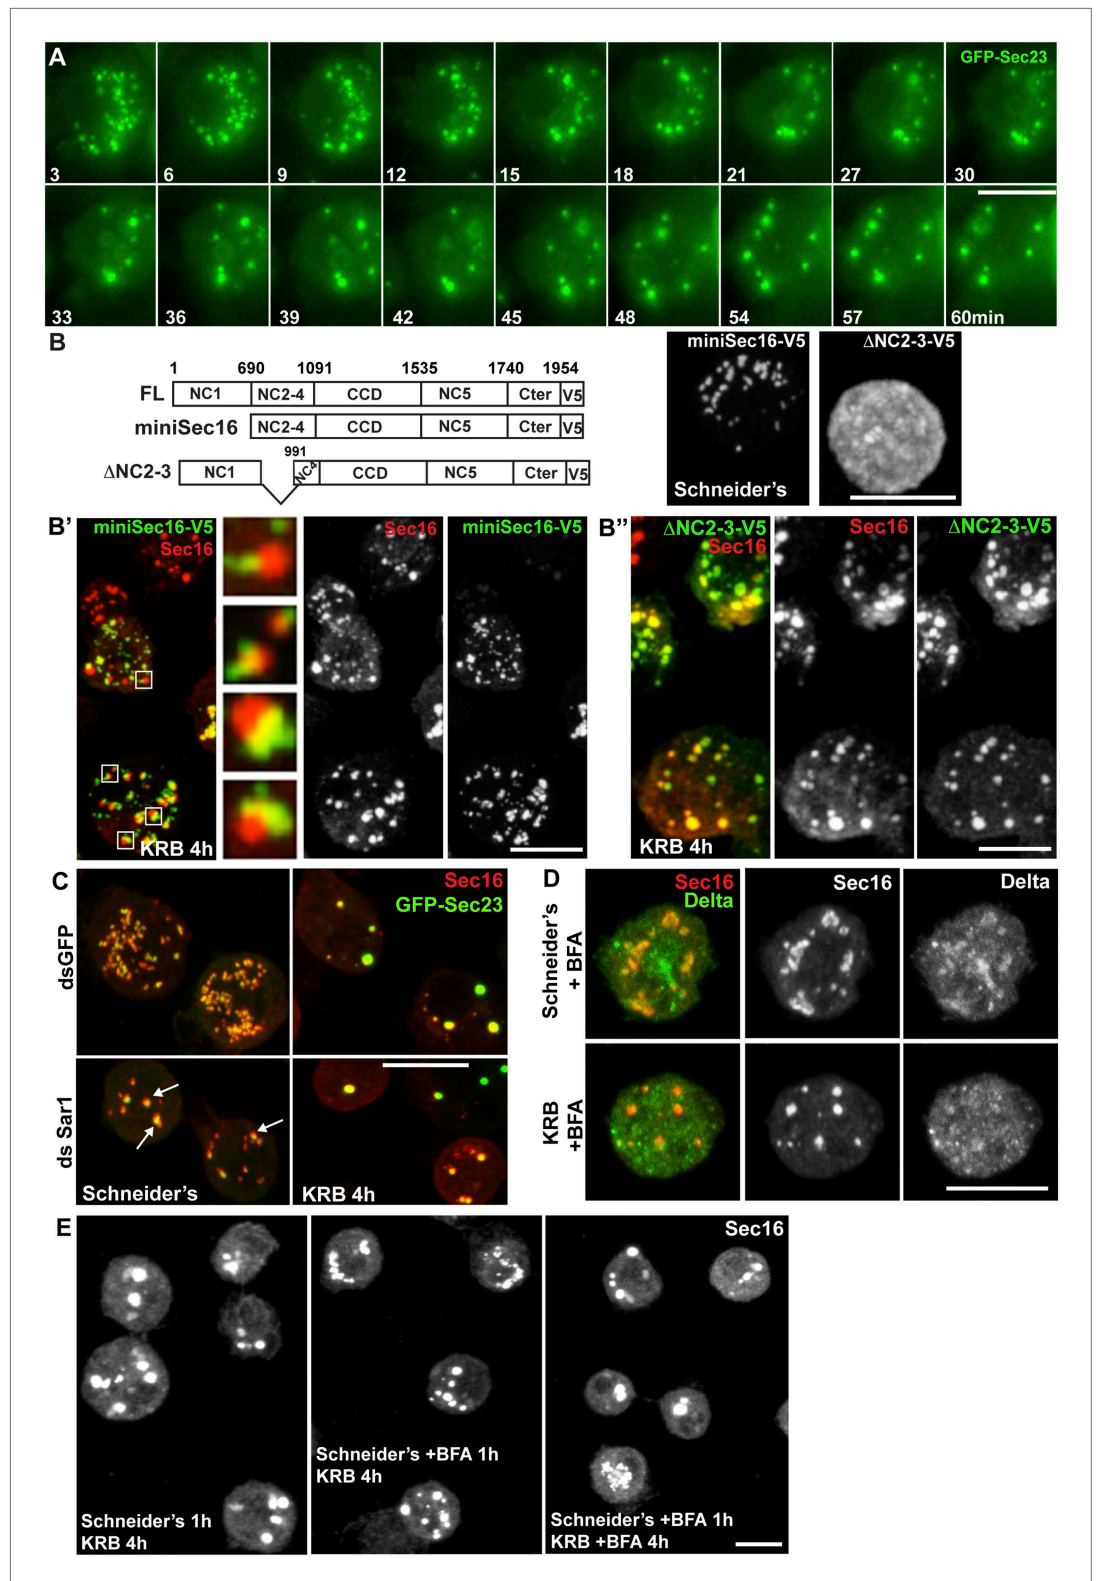 A
GFP-Sec23
3 6 9 12 15 18 21 27 30
33 36 39 42 45 48 54 57 60min
B
1 690 1091 1535 1740 1954
FL NC1 NC2-4 CCD NC5 Cter V5
miniSec16 NC2-4 CCD NC5 Cter V5
991
ΔNC2-3 NC1 NC4 CCD NC5 Cter V5
miniSec16-V5 ΔNC2-3-V5
Schneider's
B'
miniSec16-V5
Sec16
Sec16
miniSec16-V5
KRB 4h
B''
ΔNC2-3-V5
Sec16
Sec16
ΔNC2-3-V5
KRB 4h
C
Sec16
GFP-Sec23
dsGFP
ds Sar1
Schneider's
KRB 4h
D
Sec16
Delta
Sec16
Delta
Schneider's
+ BFA
KRB
+BFA
E
Sec16
Schneider's 1h
KRB 4h
Schneider's +BFA 1h
KRB 4h
Schneider's +BFA 1h
KRB +BFA 4h